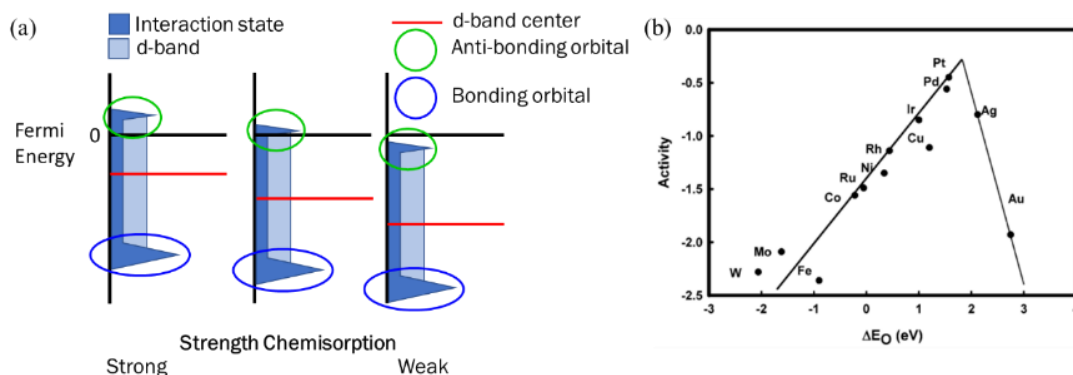 (a)
Interaction state
d-band
d-band center
Anti-bonding orbital
Bonding orbital
Fermi
Energy
0
Strength Chemisorption
Strong
Weak
(b)
0.0
-0.5
-1.0
-1.5
-2.0
-2.5
Activity
Pt
Pd
Ir
Ag
Cu
Rh
Ni
Ru
Co
Au
Mo
W
Fe
-3
-2
-1
0
1
2
3
4
ΔEO (eV)